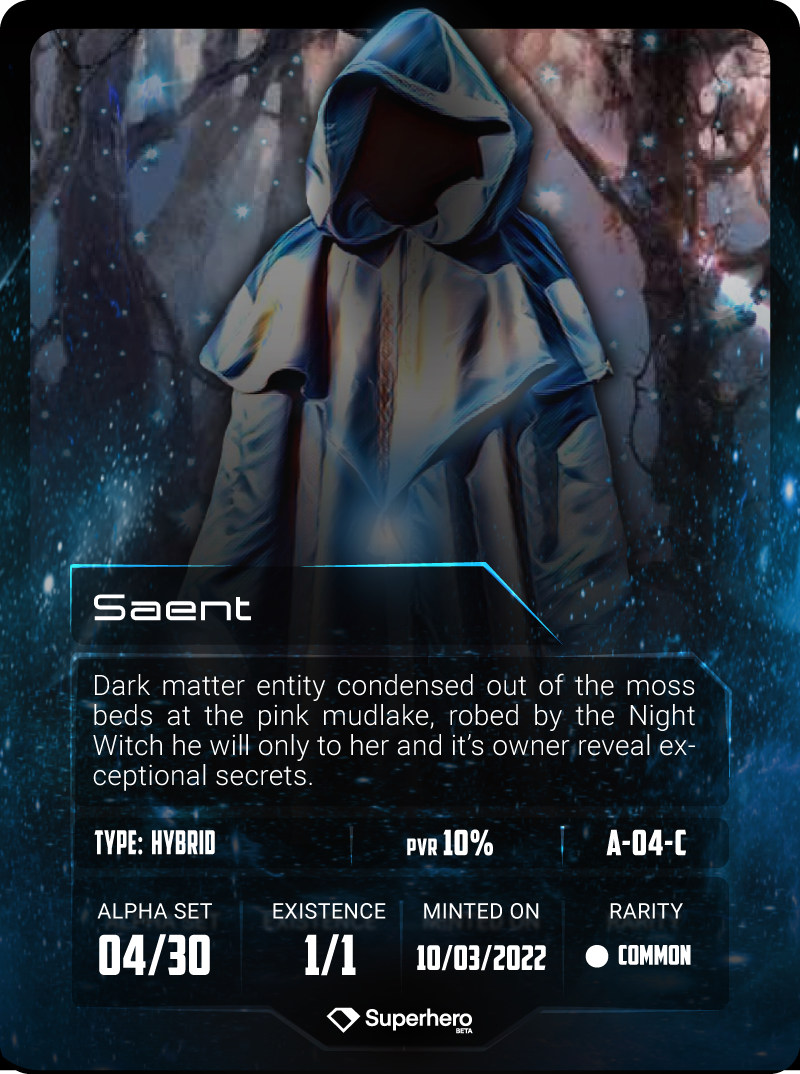 Saent
Dark matter entity condensed out of the moss
beds at the pink mudlake, robed by the Night
Witch he will only to her and it's owner reveal ex-
ceptional secrets.
TYPE: HYBRID PVR 10% A-04-C
ALPHA SET EXISTENCE MINTED ON RARITY
04/30 1/1 10/03/2022 COMMON
Superhero
BETA